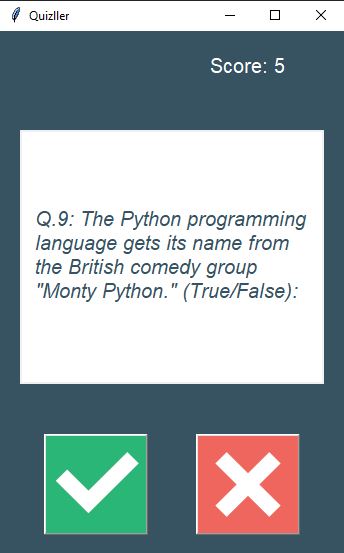 Quizller
Score: 5
Q.9: The Python programming
language gets its name from
the British comedy group
"Monty Python." (True/False):